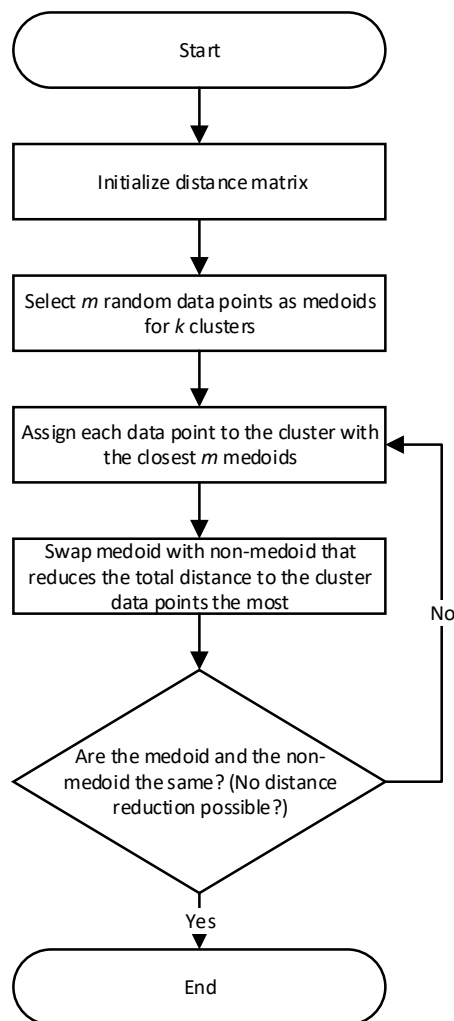 Start
Initialize distance matrix
Select m random data points as medoids
for k clusters
Assign each data point to the cluster with
the closest m medoids
Swap medoid with non-medoid that
reduces the total distance to the cluster
data points the most
No
Are the medoid and the non-
medoid the same? (No distance
reduction possible?)
Yes
End